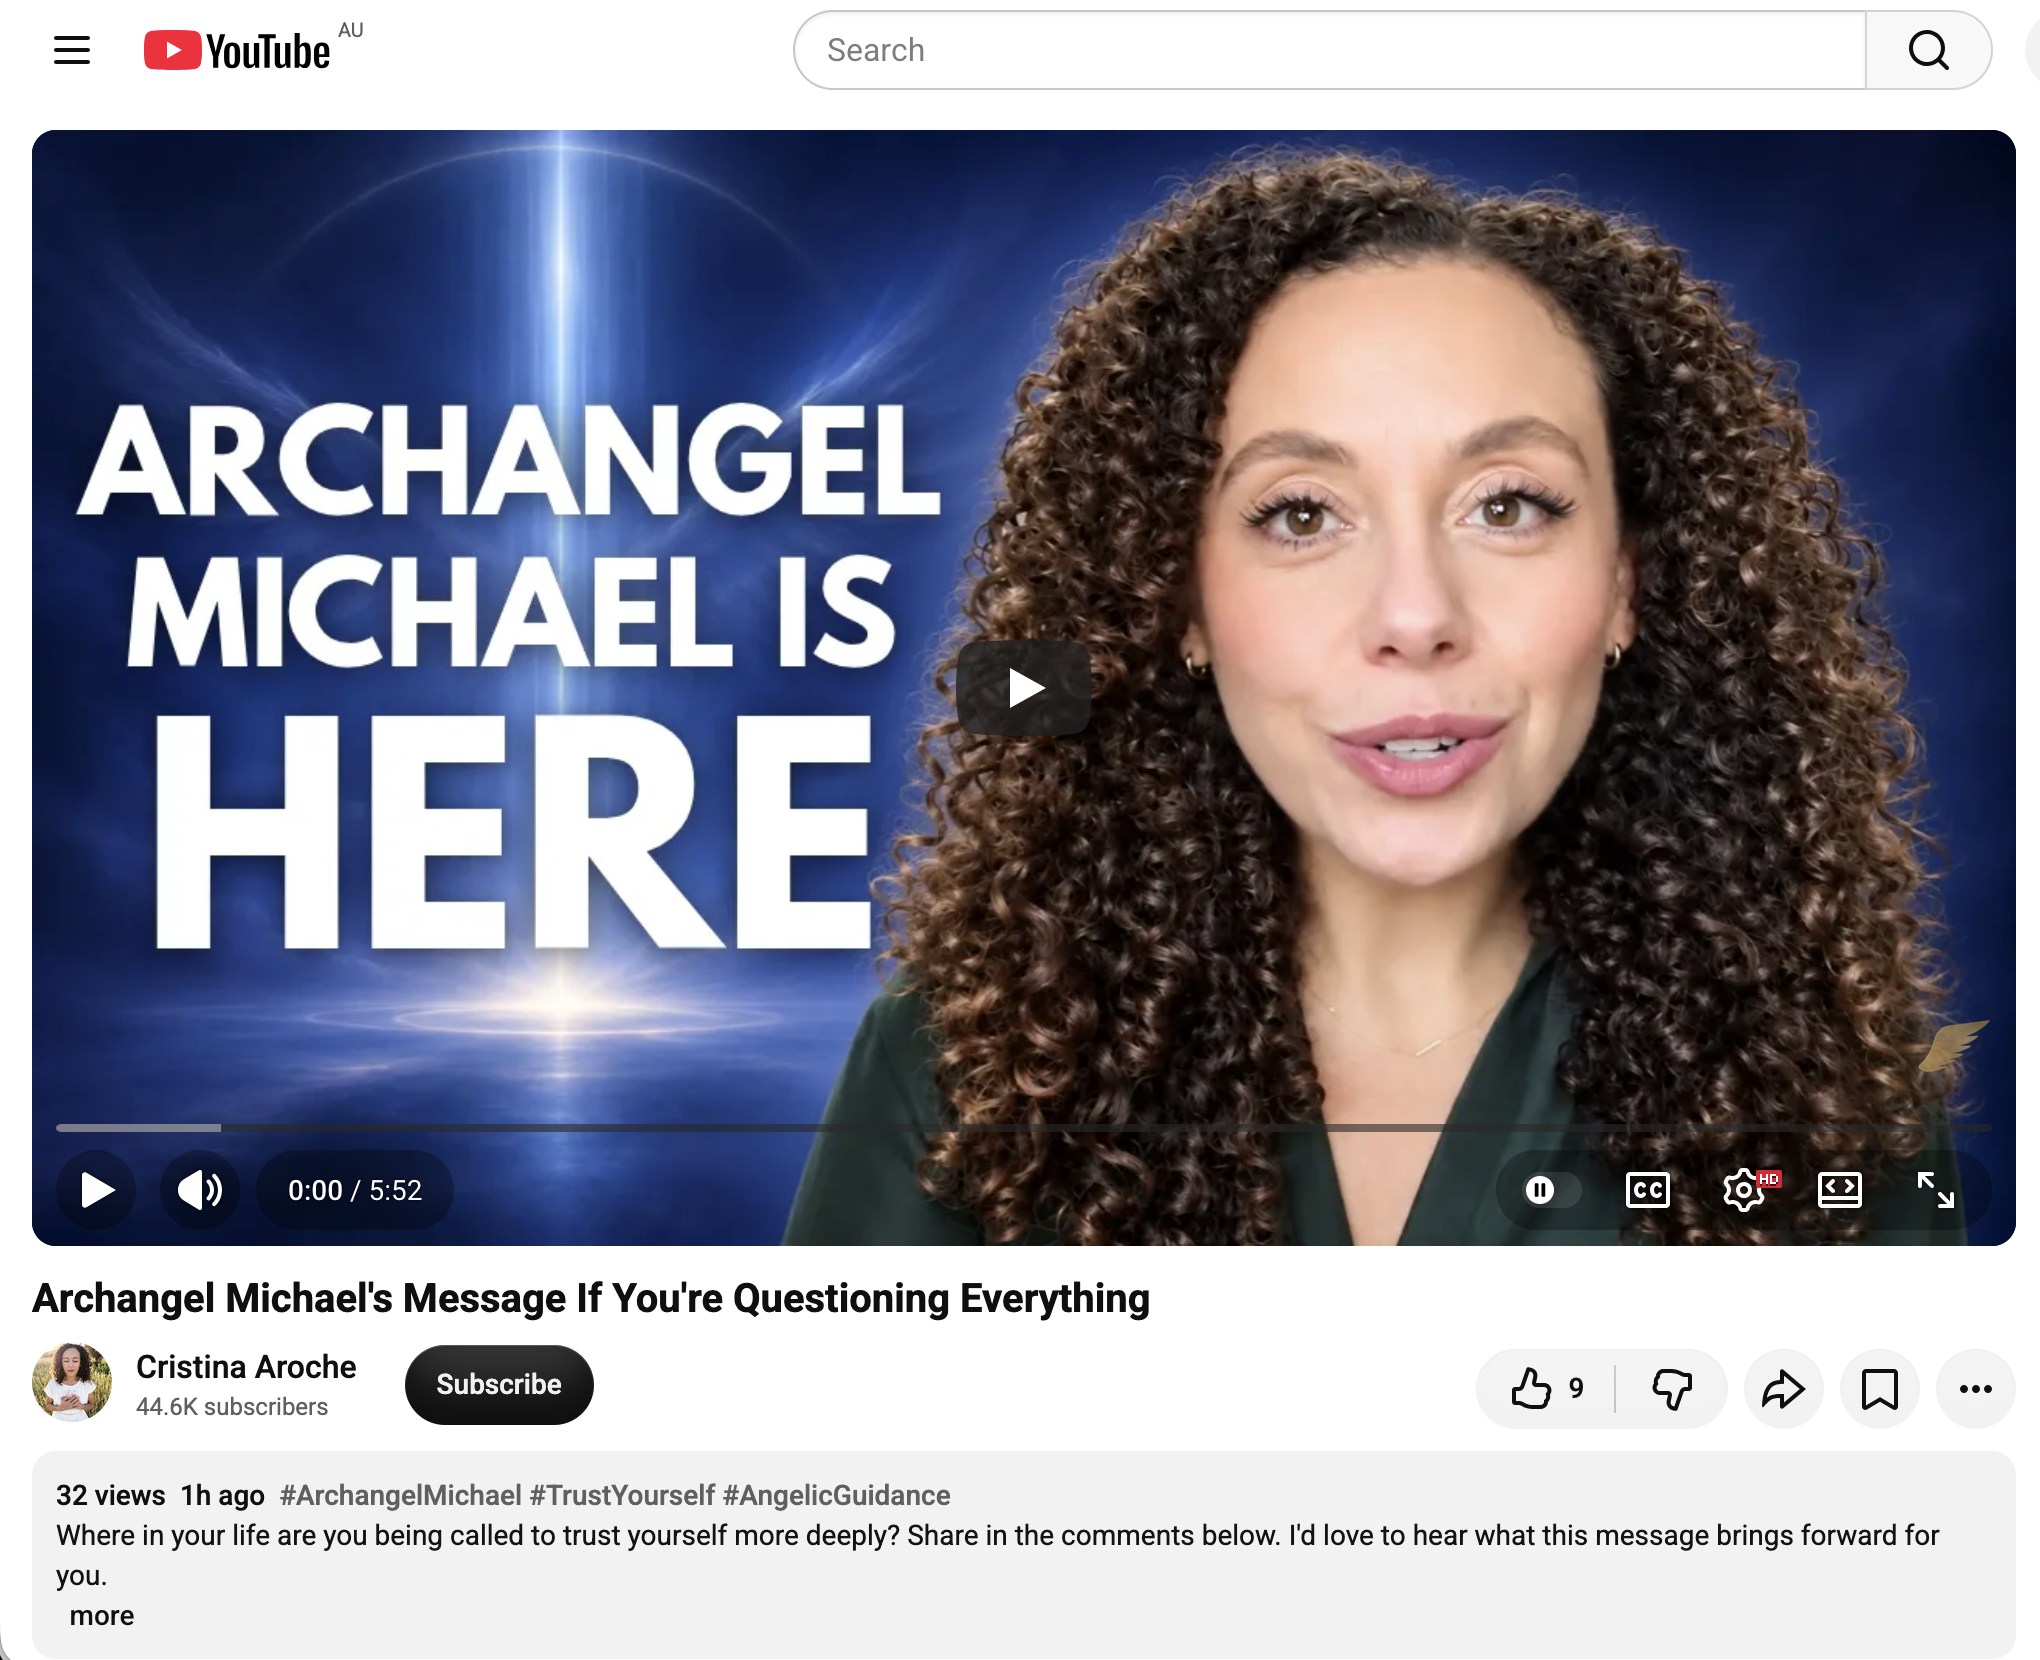 YouTube AU
Search
ARCHANGEL
MICHAEL IS
HERE
0:00 / 5:52
CC
HD
Archangel Michael's Message If You're Questioning Everything
Cristina Aroche
44.6K subscribers
Subscribe
9
32 views 1h ago #ArchangelMichael #TrustYourself #AngelicGuidance
Where in your life are you being called to trust yourself more deeply? Share in the comments below. I'd love to hear what this message brings forward for
you.
more